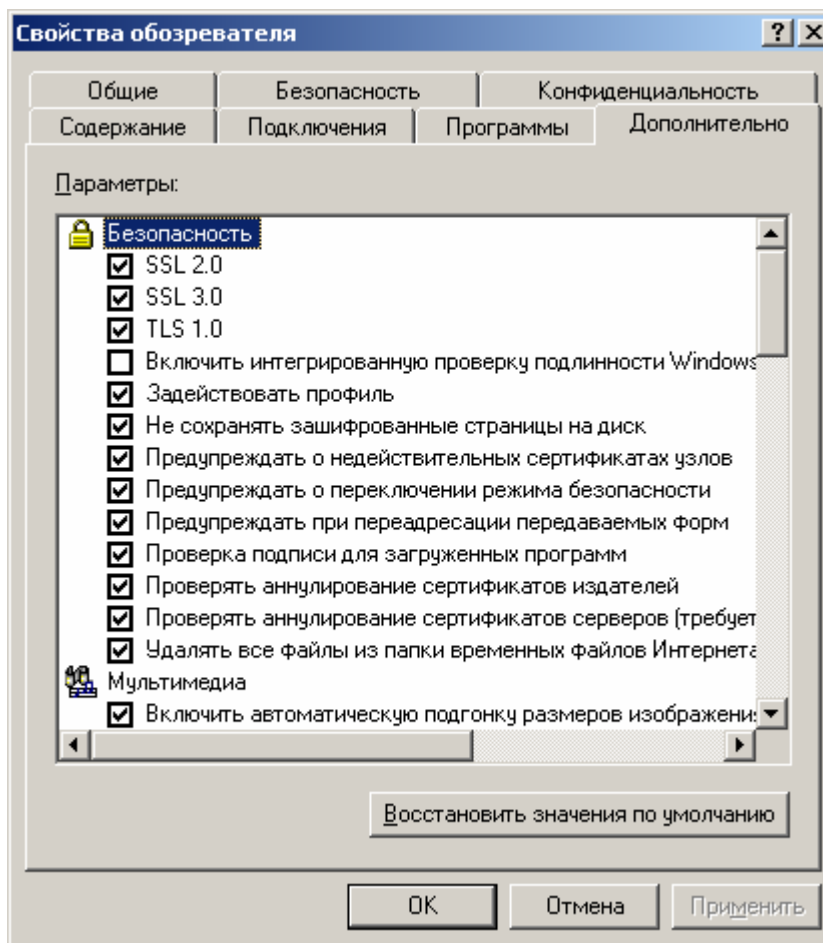 Свойства обозревателя
Общие Безопасность Конфиденциальность
Содержание Подключения Программы Дополнительно
Параметры:
Безопасность
SSL 2.0
SSL 3.0
TLS 1.0
Включить интегрированную проверку подлинности Windows
Задействовать профиль
Не сохранять зашифрованные страницы на диск
Предупреждать о недействительных сертификатах узлов
Предупреждать о переключении режима безопасности
Предупреждать при переадресации передаваемых форм
Проверка подписи для загруженных программ
Проверять аннулирование сертификатов издателей
Проверять аннулирование сертификатов серверов (требует
Удалять все файлы из папки временных файлов Интернета
Мультимедиа
Включить автоматическую подгонку размеров изображени
Восстановить значения по умолчанию
OK Отмена Применить